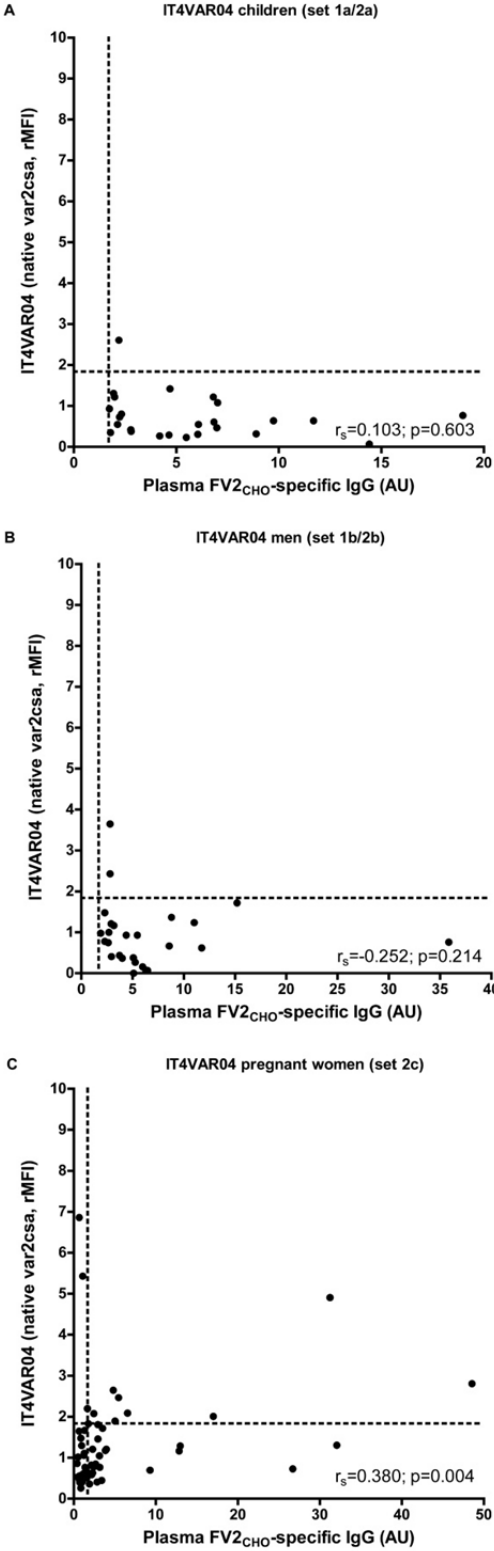 A
IT4VAR04 children (set 1a/2a)
IT4VAR04 (native var2csa, rMFI)
10
9
8
7
6
5
4
3
2
1
0
rs=0.103; p=0.603
0 5 10 15 20
Plasma FV2CHO-specific IgG (AU)
B
IT4VAR04 men (set 1b/2b)
IT4VAR04 (native var2csa, rMFI)
10
9
8
7
6
5
4
3
2
1
0
rs=-0.252; p=0.214
0 5 10 15 20 25 30 35 40
Plasma FV2CHO-specific IgG (AU)
C
IT4VAR04 pregnant women (set 2c)
IT4VAR04 (native var2csa, rMFI)
10
9
8
7
6
5
4
3
2
1
0
rs=0.380; p=0.004
0 10 20 30 40 50
Plasma FV2CHO-specific IgG (AU)